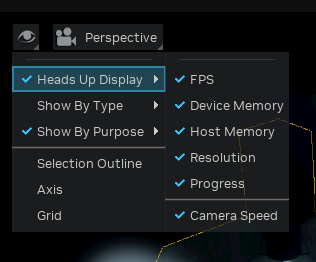 Perspective
Heads Up Display
Show By Type
Show By Purpose
Selection Outline
Axis
Grid
FPS
Device Memory
Host Memory
Resolution
Progress
Camera Speed